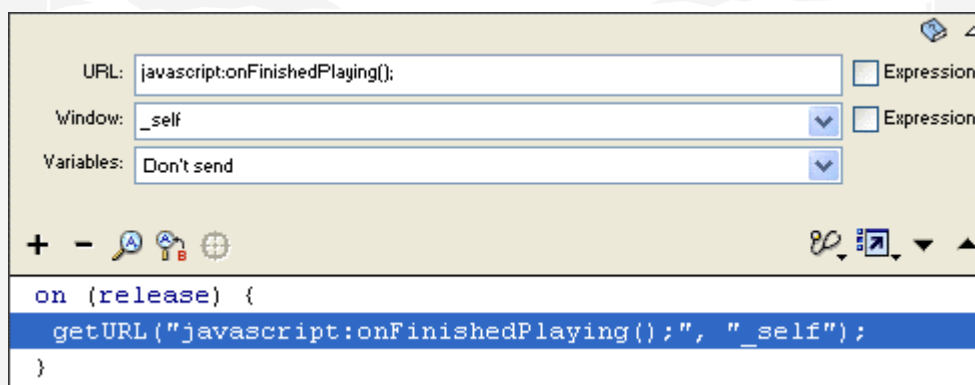 URL: javascript:onFinishedPlaying(); Expression
Window: _self Expression
Variables: Don't send
on (release) {
getURL("javascript:onFinishedPlaying();", "_self");
}